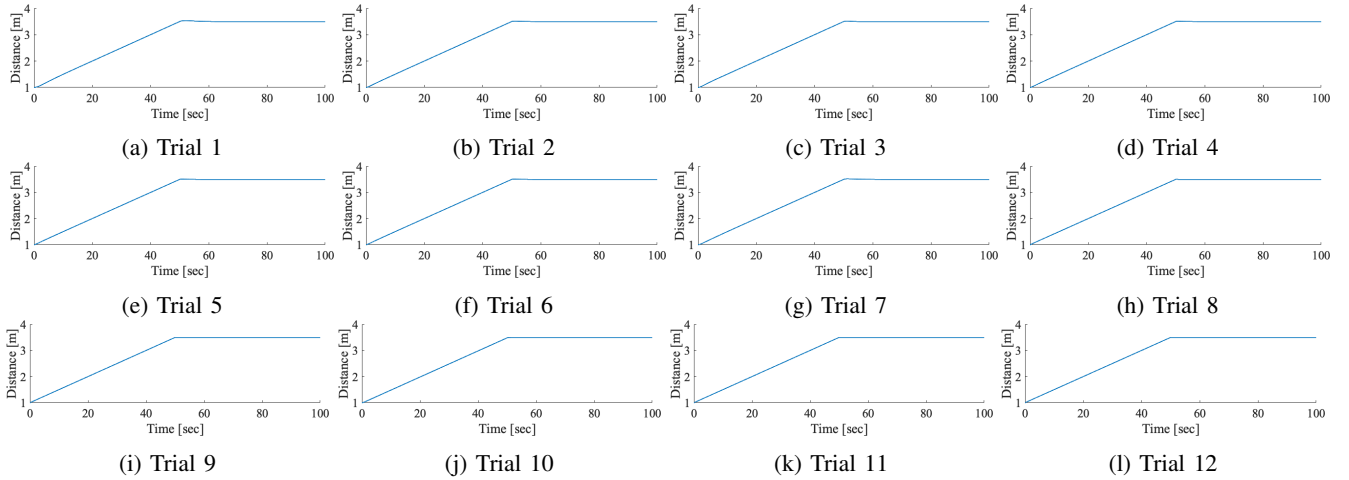 4
3
2
1
Distance [m]
0 20 40 60 80 100
Time [sec]
(a) Trial 1
4
3
2
1
Distance [m]
0 20 40 60 80 100
Time [sec]
(b) Trial 2
4
3
2
1
Distance [m]
0 20 40 60 80 100
Time [sec]
(c) Trial 3
4
3
2
1
Distance [m]
0 20 40 60 80 100
Time [sec]
(d) Trial 4
4
3
2
1
Distance [m]
0 20 40 60 80 100
Time [sec]
(e) Trial 5
4
3
2
1
Distance [m]
0 20 40 60 80 100
Time [sec]
(f) Trial 6
4
3
2
1
Distance [m]
0 20 40 60 80 100
Time [sec]
(g) Trial 7
4
3
2
1
Distance [m]
0 20 40 60 80 100
Time [sec]
(h) Trial 8
4
3
2
1
Distance [m]
0 20 40 60 80 100
Time [sec]
(i) Trial 9
4
3
2
1
Distance [m]
0 20 40 60 80 100
Time [sec]
(j) Trial 10
4
3
2
1
Distance [m]
0 20 40 60 80 100
Time [sec]
(k) Trial 11
4
3
2
1
Distance [m]
0 20 40 60 80 100
Time [sec]
(l) Trial 12